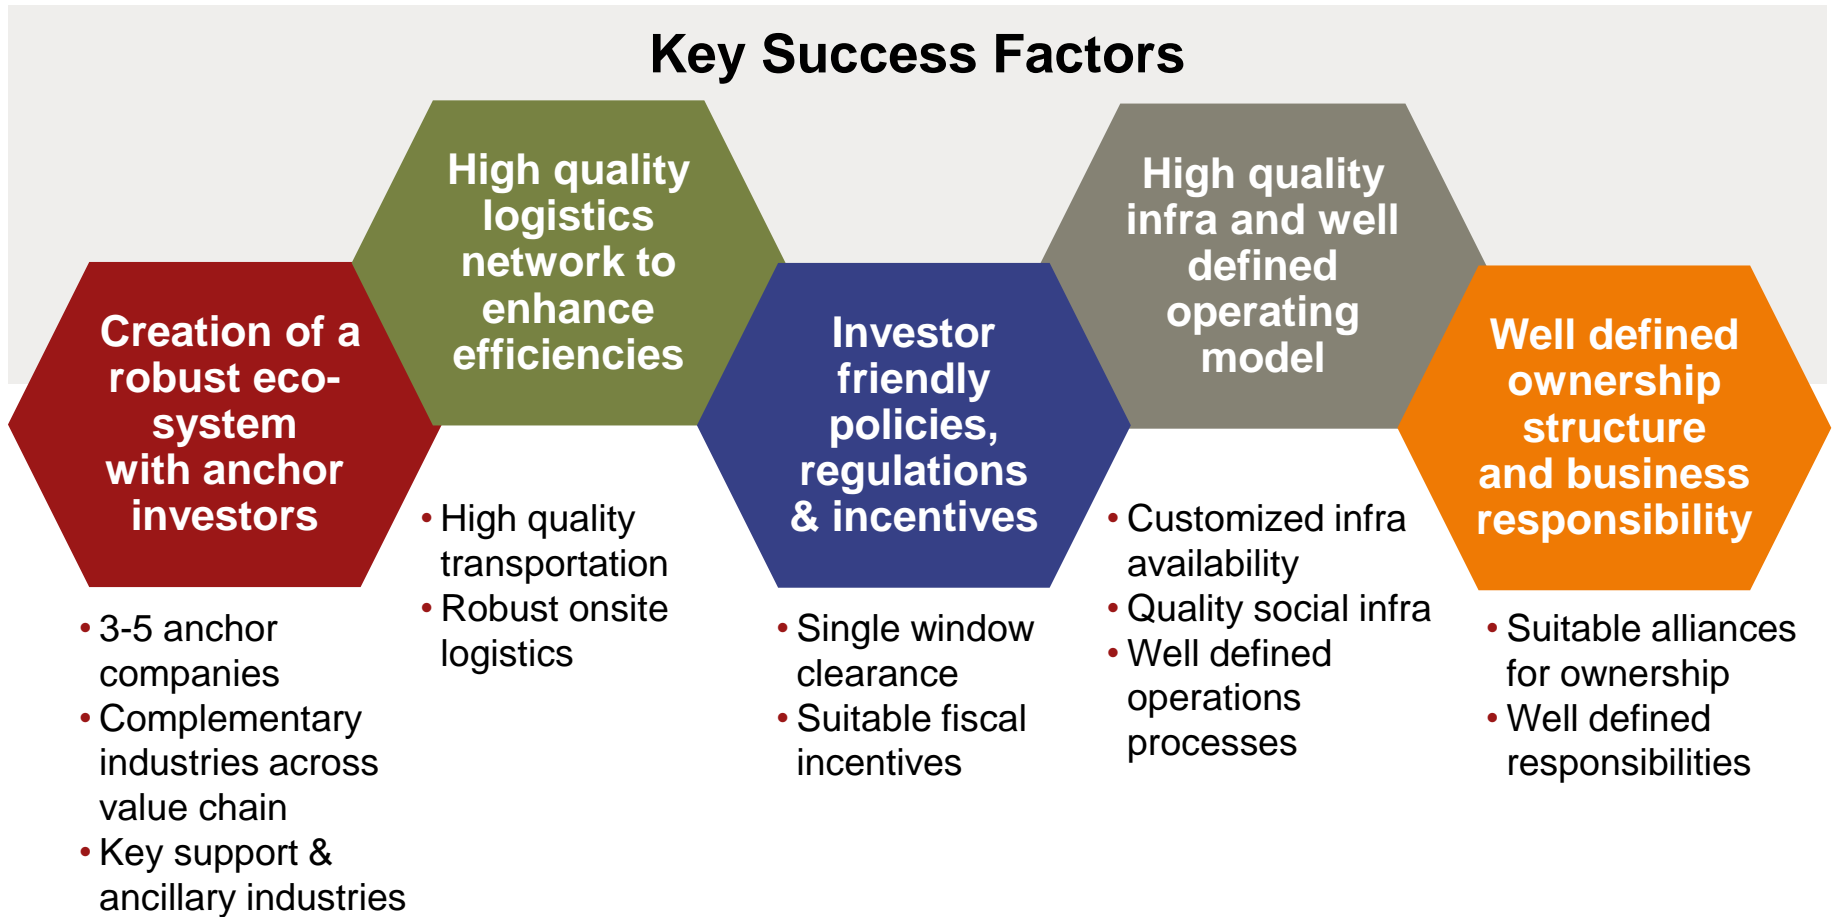 Key Success Factors
Creation of a
robust eco-
system
with anchor
investors
• 3-5 anchor
companies
• Complementary
industries across
value chain
• Key support &
ancillary industries
High quality
logistics
network to
enhance
efficiencies
• High quality
transportation
• Robust onsite
logistics
Investor
friendly
policies,
regulations
& incentives
• Single window
clearance
• Suitable fiscal
incentives
High quality
infra and well
defined
operating
model
• Customized infra
availability
• Quality social infra
• Well defined
operations
processes
Well defined
ownership
structure
and business
responsibility
• Suitable alliances
for ownership
• Well defined
responsibilities